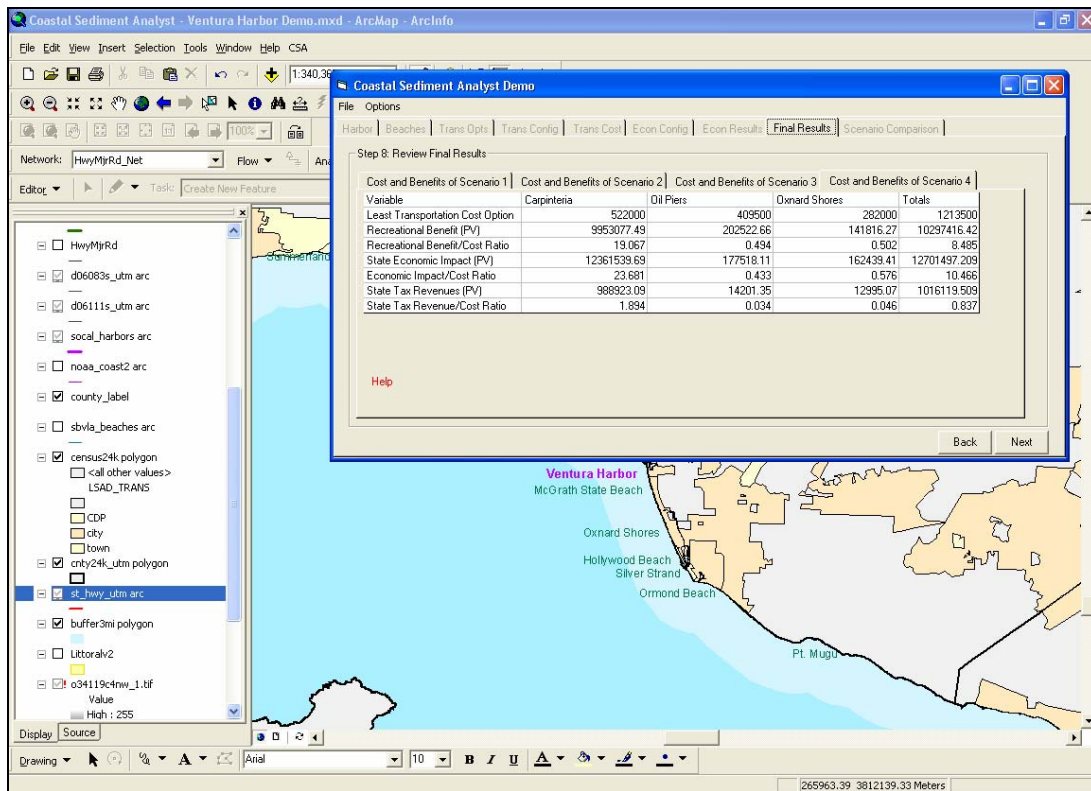 Coastal Sediment Analyst - Ventura Harbor Demo.mxd - ArcMap - ArcInfo
File Edit View Insert Selection Tools Window Help CSA
Network: HwyMjrRd_Net Flow
Editor Task: Create New Feature
100%
HwyMjrRd
d06083s_utm arc
d06111s_utm arc
socal_harbors arc
noaa_coast2 arc
county_label
sbvla_beaches arc
census24k polygon
<all other values>
LSAD_TRANS
CDP
city
town
cnty24k_utm polygon
st_hwy_utm arc
buffer3mi polygon
Littoralv2
o34119c4nw_1.tif
Value
High : 255
Display Source
Coastal Sediment Analyst Demo
File Options
Harbor Beaches Trans Opts Trans Config Trans Cost Econ Config Econ Results Final Results Scenario Comparison
Step 8: Review Final Results
Cost and Benefits of Scenario 1 Cost and Benefits of Scenario 2 Cost and Benefits of Scenario 3 Cost and Benefits of Scenario 4
Variable Carpinteria Oil Piers Oxnard Shores Totals
Least Transportation Cost Option 522000 409500 282000 1213500
Recreational Benefit (PV) 9953077.49 202522.66 141816.27 10297416.42
Recreational Benefit/Cost Ratio 19.067 0.494 0.502 8.485
State Economic Impact (PV) 12361539.69 177518.11 162439.41 12701497.209
Economic Impact/Cost Ratio 23.681 0.433 0.576 10.466
State Tax Revenues (PV) 988923.09 14201.35 12995.07 1016119.509
State Tax Revenue/Cost Ratio 1.894 0.034 0.046 0.837
Help
Back Next
Summerland
Ventura Harbor
McGrath State Beach
Oxnard Shores
Hollywood Beach
Silver Strand
Ormond Beach
Pt. Mugu
Drawing A Arial 10 B I U A
265963.39 3812139.33 Meters